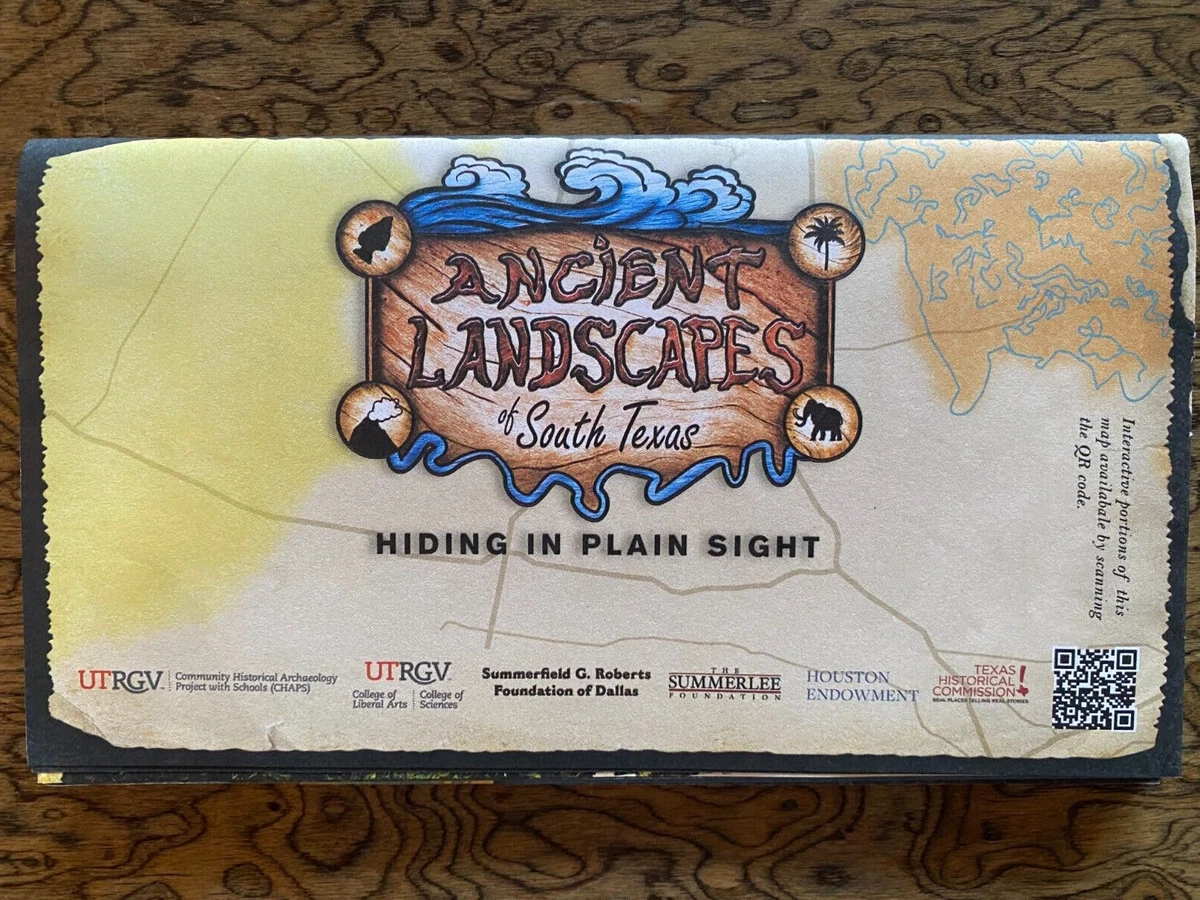 ANCIENT
LANDSCAPES
of South Texas
HIDING IN PLAIN SIGHT
Interactive portions of this
map availabale by scanning
the QR code.
UTRGV
Community Historical Archaeology
Project with Schools (CHAPS)
UTRGV
College of
Liberal Arts
College of
Sciences
Summerfield G. Roberts
Foundation of Dallas
THE
SUMMERLEE
FOUNDATION
HOUSTON
ENDOWMENT
TEXAS
HISTORICAL
COMMISSION
REAL PLACES TELLING REAL STORIES